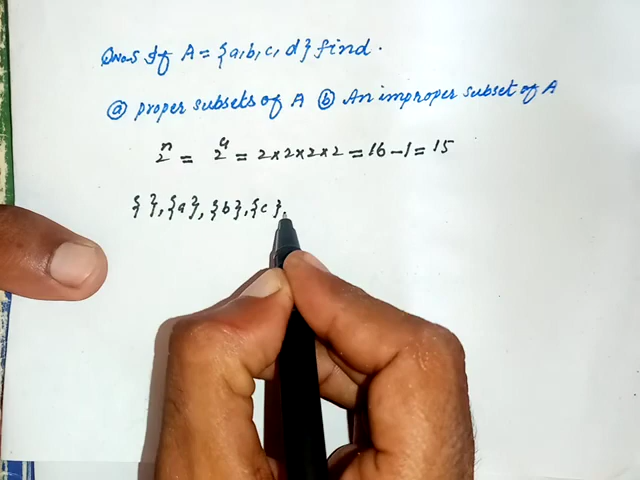 Ques If A = {a,b,c,d} find.
ⓐ proper subsets of A ⓑ An improper subset of A
2ⁿ = 2⁴ = 2×2×2×2 = 16-1 = 15
{ },{a},{b},{c},